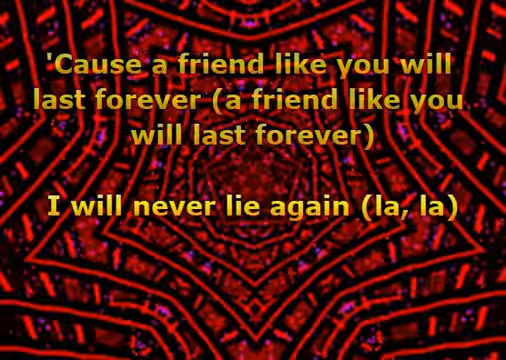 'Cause a friend like you will
last forever (a friend like you
will last forever)
I will never lie again (la, la)